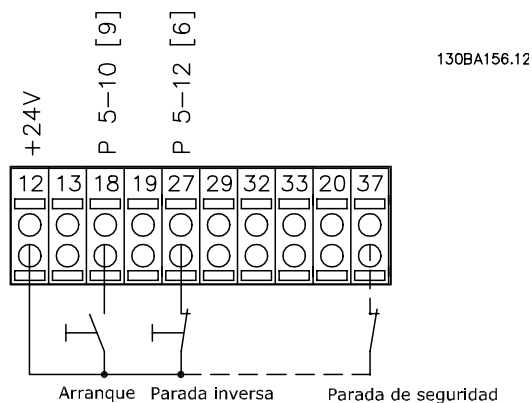 130BA156.12
+24V
P 5-10 [9]
P 5-12 [6]
12 13 18 19 27 29 32 33 20 37
Arranque Parada inversa Parada de seguridad